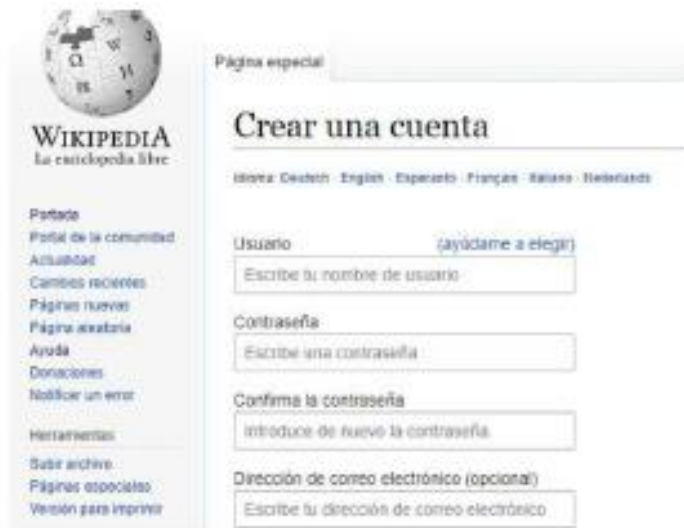 WIKIPEDIA
La enciclopedia libre
Portada
Portal de la comunidad
Actualidad
Cambios recientes
Páginas nuevas
Página aleatoria
Ayuda
Donaciones
Notificar un error
Herramientas
Subir archivo
Páginas especiales
Versión para imprimir
Página especial
Crear una cuenta
Idioma: Deutsch · English · Esperanto · Français · Italiano · Nederlands
Usuario (ayúdame a elegir)
Escribe tu nombre de usuario
Contraseña
Escribe una contraseña
Confirma la contraseña
Introduce de nuevo la contraseña
Dirección de correo electrónico (opcional)
Escribe tu dirección de correo electrónico